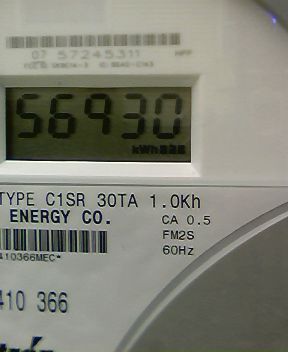 07 57245311
56930
kWh
TYPE C1SR 30TA 1.0Kh
ENERGY CO.
CA 0.5
FM2S
60Hz
410366MEC*
410 366